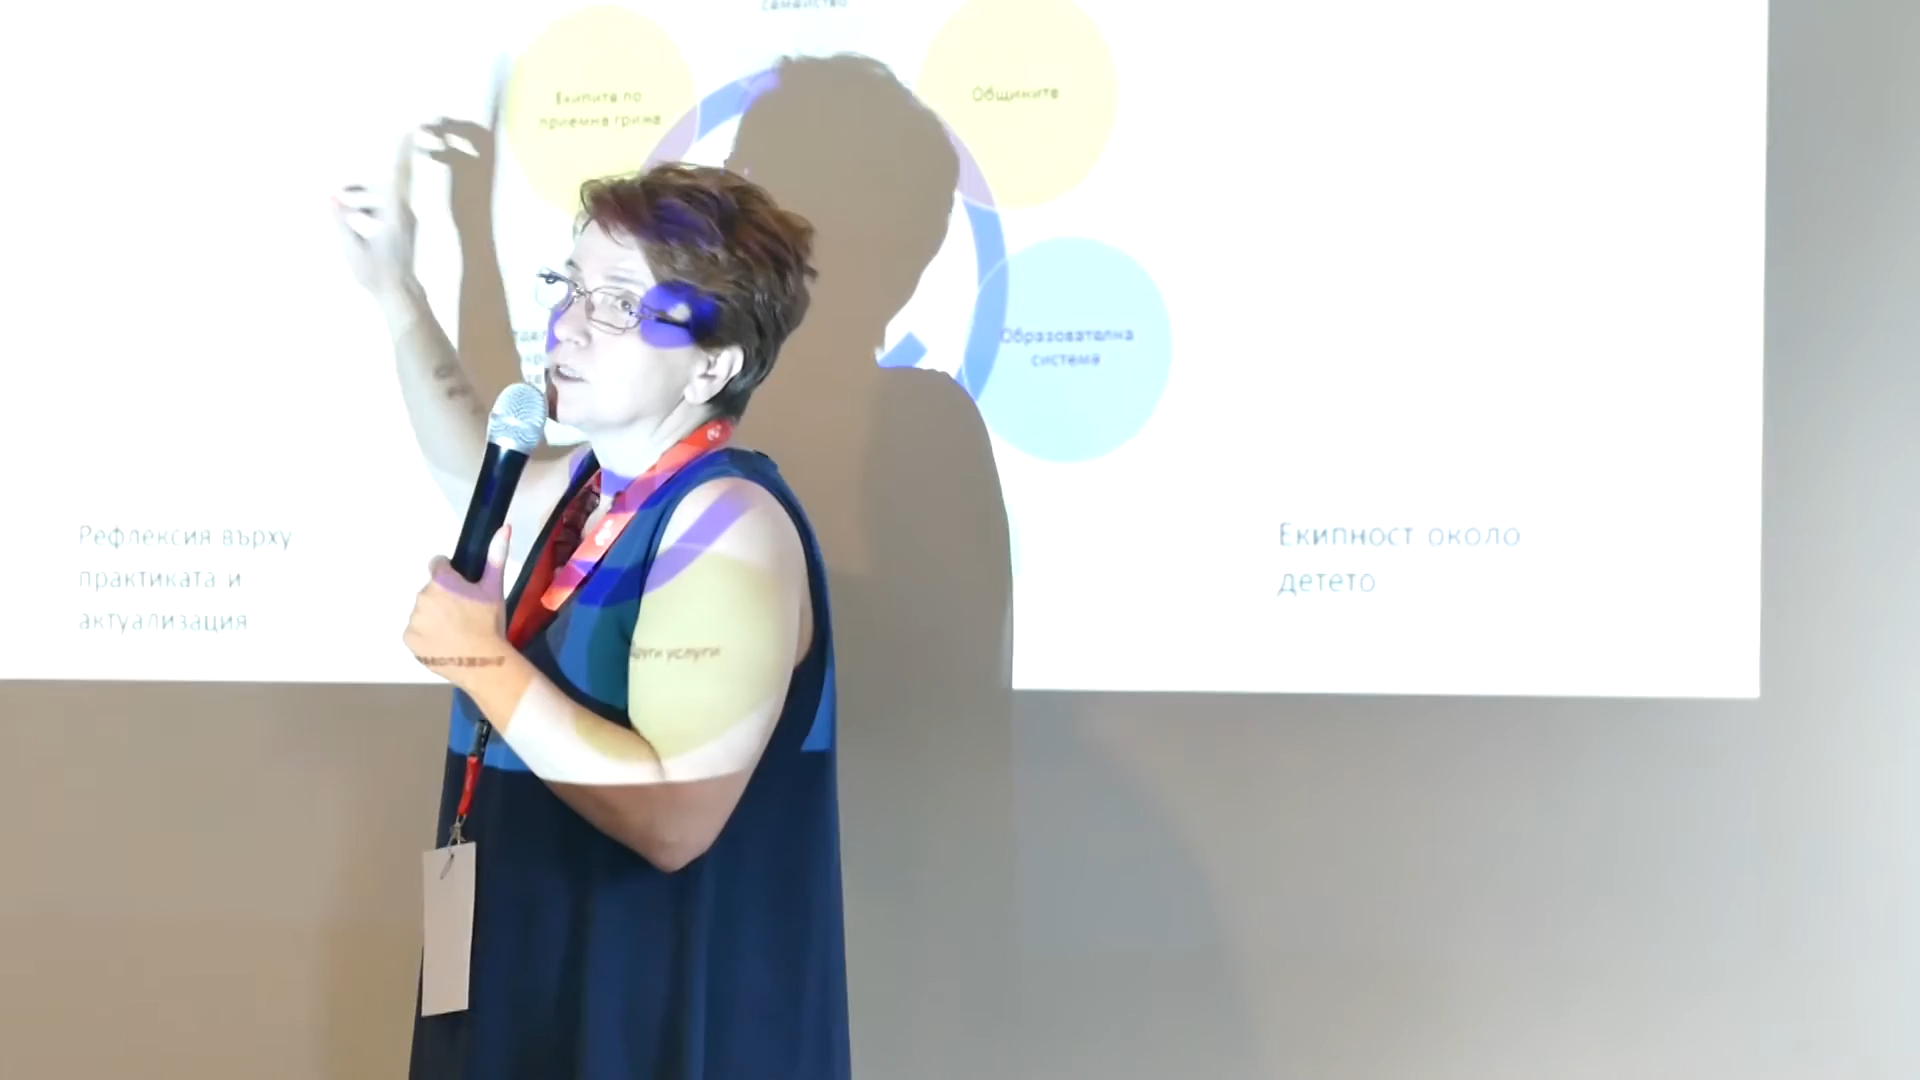 семейство
Екипите по
приемна грижа
Общините
Образователна
система
Рефлексия върху
практиката и
актуализация
Екипност около
детето
Други услуги